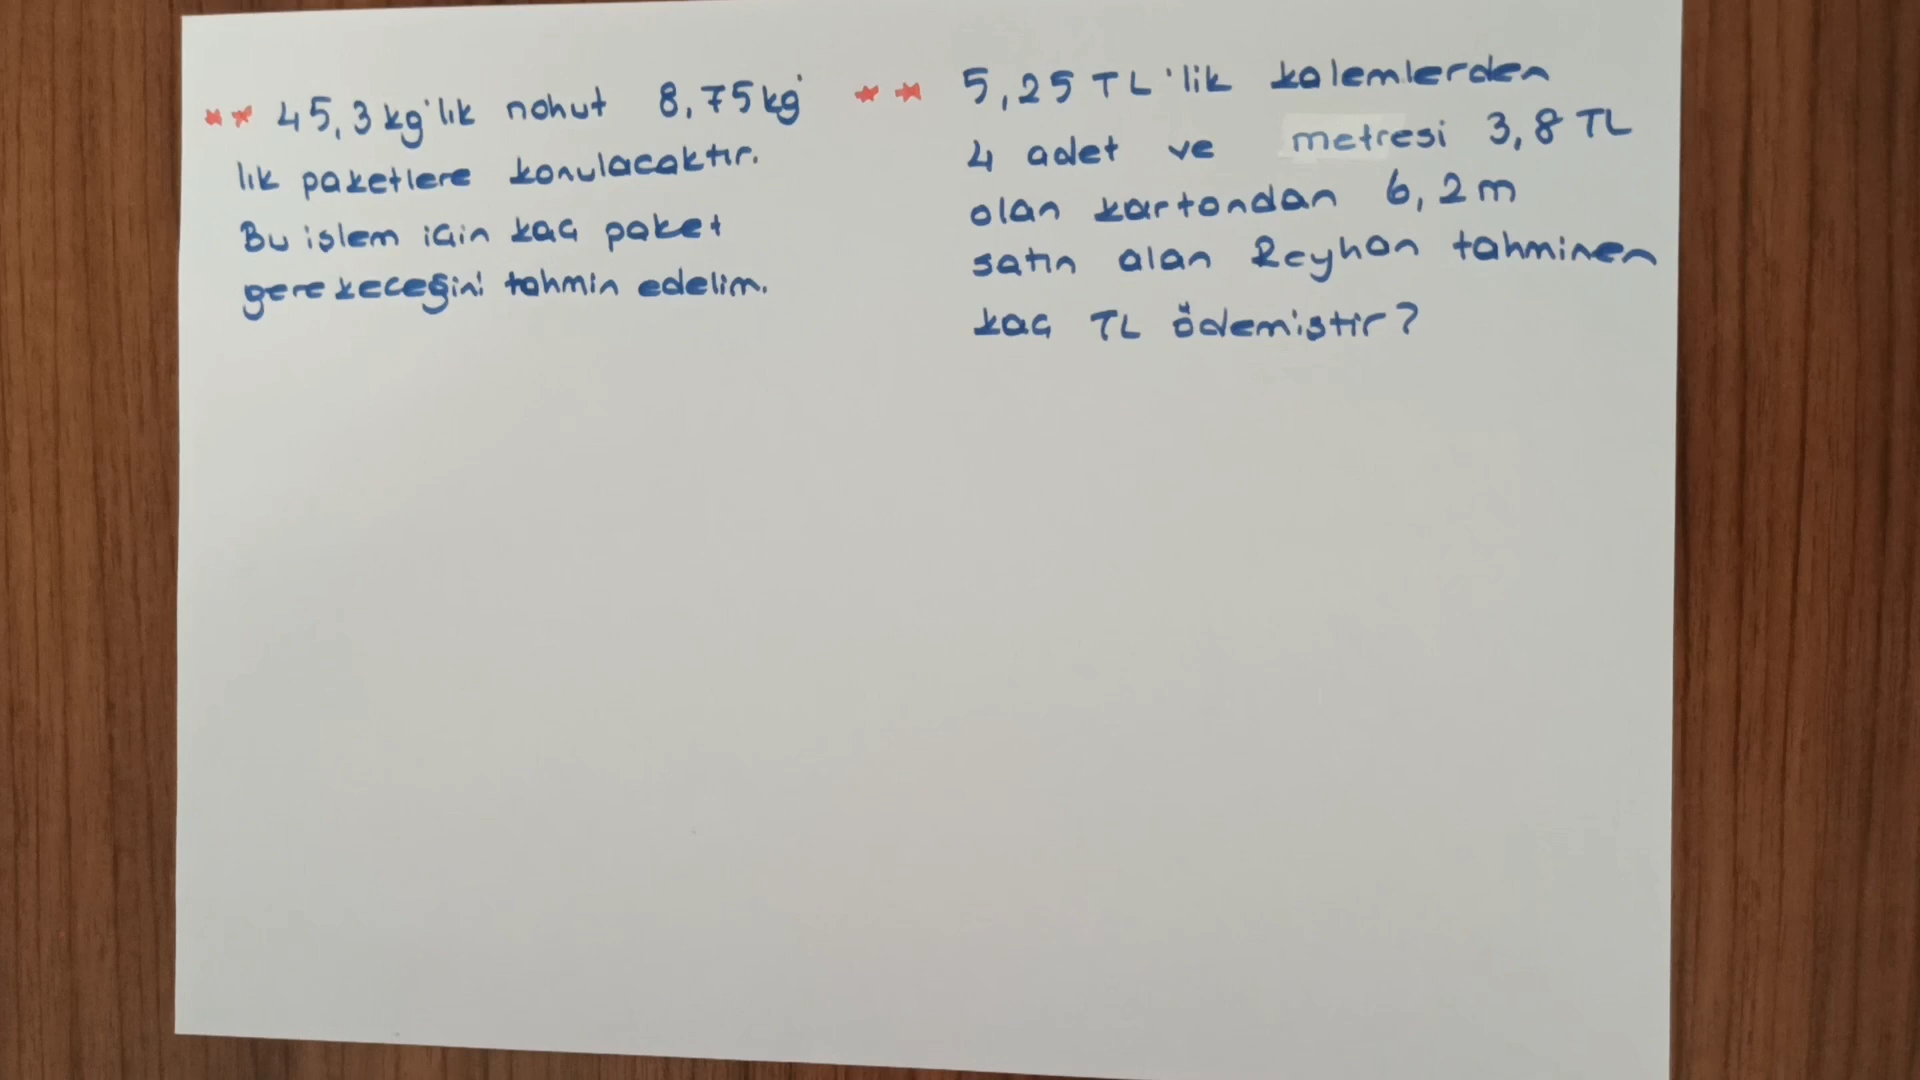 ** 45,3 kg'lık nohut 8,75 kg'
lık paketlere konulacaktır.
Bu işlem için kaç paket
gerekeceğini tahmin edelim.
** 5,25 TL'lik kalemlerden
4 adet ve metresi 3,8 TL
olan kartondan 6,2 m
satın alan Reyhan tahminen
kaç TL ödemiştir?